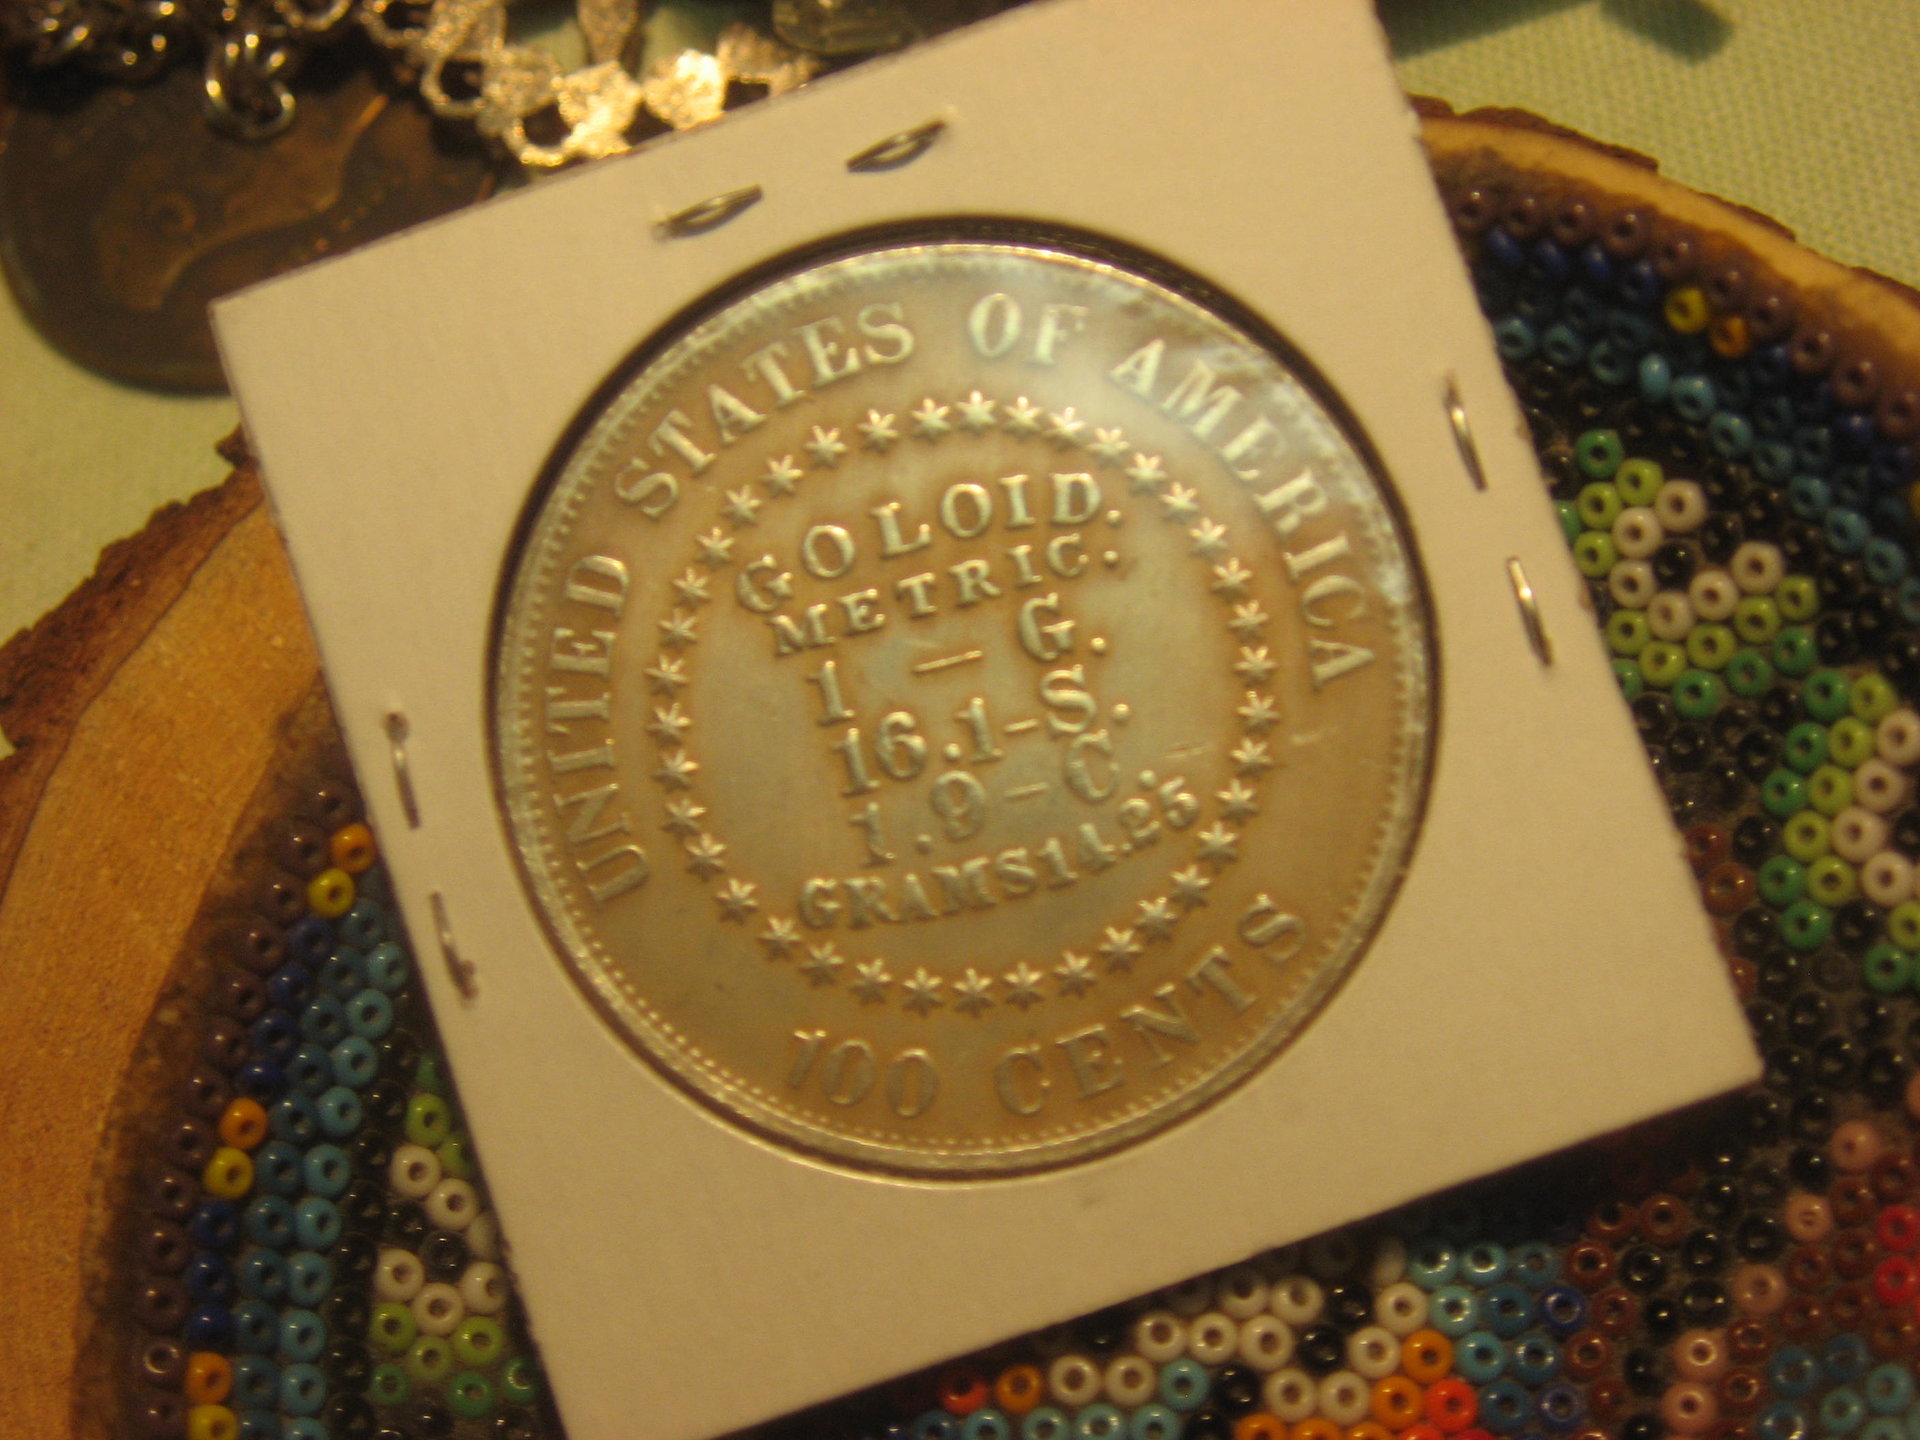 UNITED STATES OF AMERICA
GOLOID.
METRIC.
1 — G.
16.1-S.
1.9-C.
GRAMS 14.25
100 CENTS